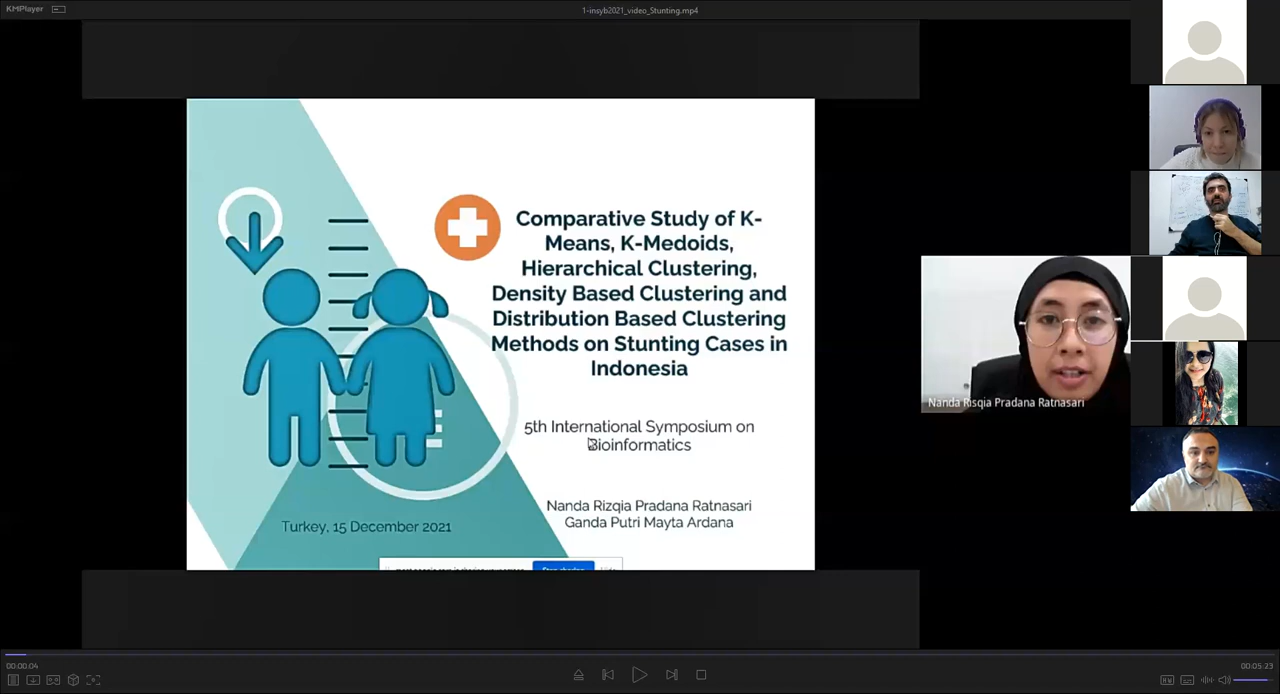 KMPlayer
1-insyb2021_video_Stunting.mp4
Comparative Study of K-
Means, K-Medoids,
Hierarchical Clustering,
Density Based Clustering and
Distribution Based Clustering
Methods on Stunting Cases in
Indonesia
5th International Symposium on
Bioinformatics
Nanda Rizqia Pradana Ratnasari
Ganda Putri Mayta Ardana
Turkey, 15 December 2021
Nanda Risqia Pradana Ratnasari
00:00:04
00:05:23